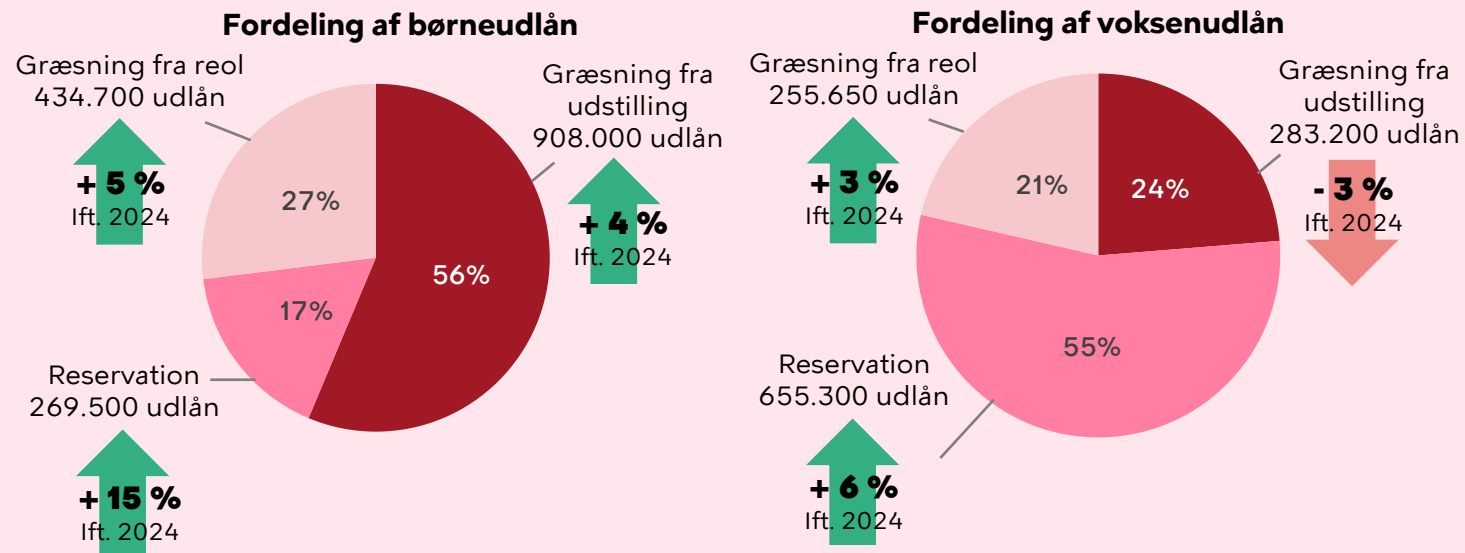 Fordeling af børneudlån
Græsning fra reol
434.700 udlån
+ 5 %
Ift. 2024
Græsning fra
udstilling
908.000 udlån
+ 4 %
Ift. 2024
27%
56%
17%
Reservation
269.500 udlån
+ 15 %
Ift. 2024
Fordeling af voksenudlån
Græsning fra reol
255.650 udlån
+ 3 %
Ift. 2024
Græsning fra
udstilling
283.200 udlån
- 3 %
Ift. 2024
21%
24%
55%
Reservation
655.300 udlån
+ 6 %
Ift. 2024